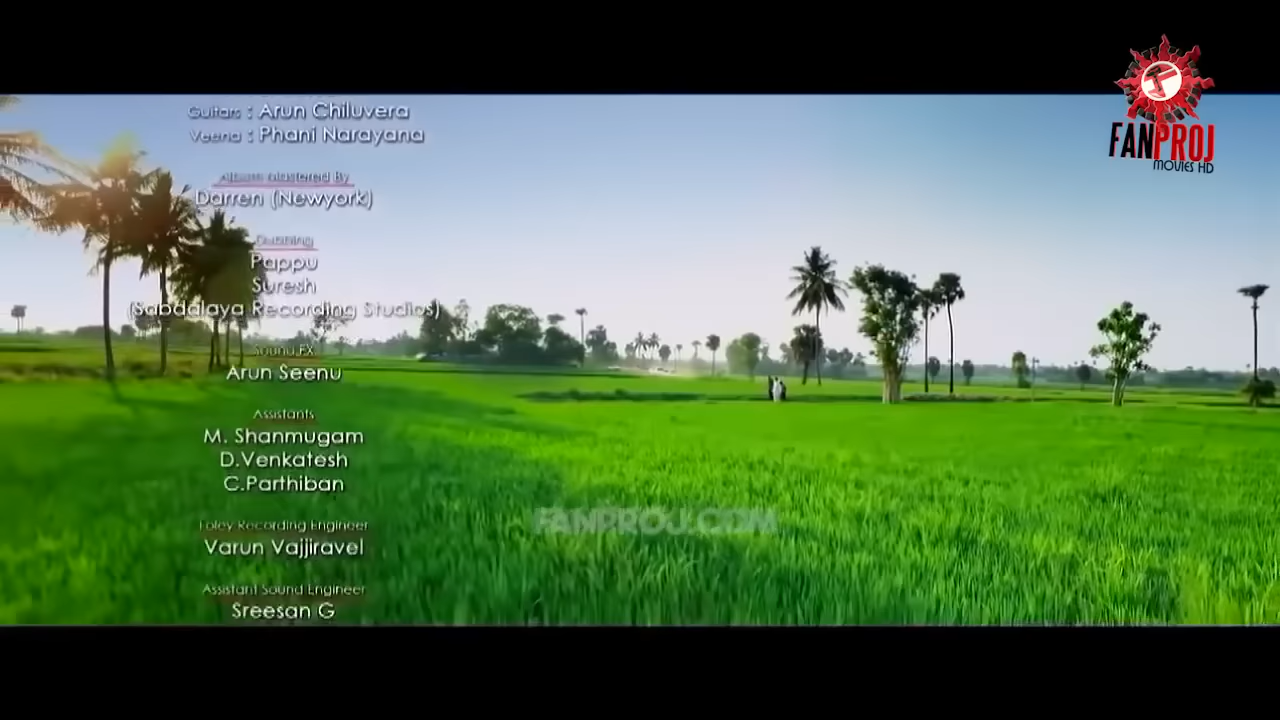 Guitars : Arun Chiluvera
Veena : Phani Narayana
Album Mastered By
Darren (Newyork)
Dubbing
Pappu
Suresh
(Sabdalaya Recording Studios)
Sound FX
Arun Seenu
Assistants
M. Shanmugam
D.Venkatesh
C.Parthiban
Foley Recording Engineer
Varun Vajjiravel
Assistant Sound Engineer
Sreesan G
FANPROJ
MOVIES HD
FANPROJ.COM